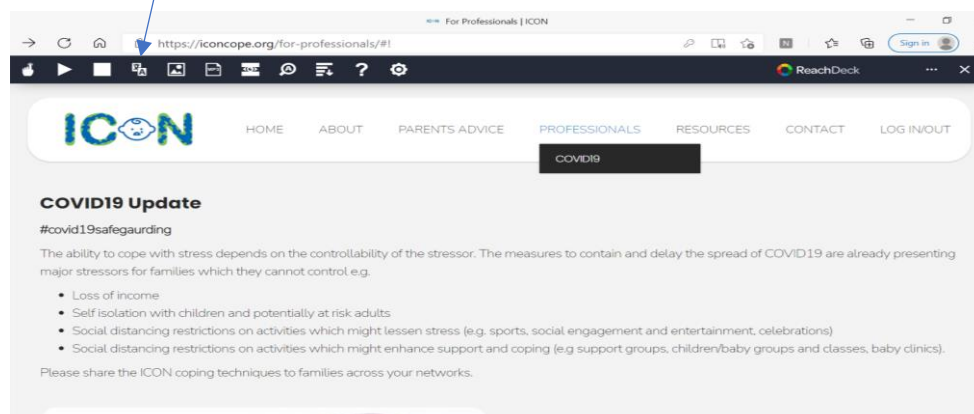 For Professionals | ICON
https://iconcope.org/for-professionals/#!
Sign in
ReachDeck
ICON
HOME ABOUT PARENTS ADVICE PROFESSIONALS RESOURCES CONTACT LOG IN/OUT
COVID19
COVID19 Update
#covid19safegaurding
The ability to cope with stress depends on the controllability of the stressor. The measures to contain and delay the spread of COVID19 are already presenting
major stressors for families which they cannot control e.g.
• Loss of income
• Self isolation with children and potentially at risk adults
• Social distancing restrictions on activities which might lessen stress (e.g. sports, social engagement and entertainment, celebrations)
• Social distancing restrictions on activities which might enhance support and coping (e.g support groups, children/baby groups and classes, baby clinics).
Please share the ICON coping techniques to families across your networks.